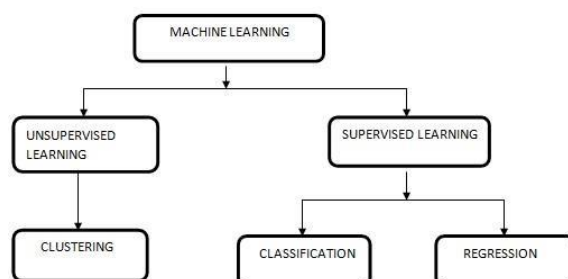 MACHINE LEARNING
UNSUPERVISED
LEARNING
SUPERVISED LEARNING
CLUSTERING
CLASSIFICATION
REGRESSION